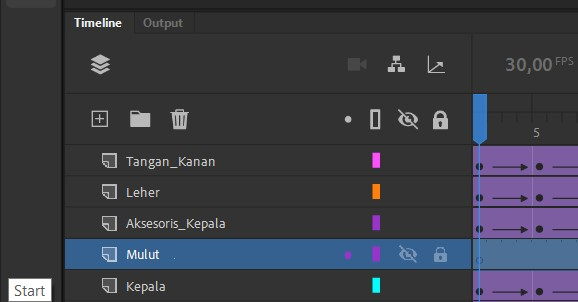 Timeline Output
30,00 FPS
5
Tangan_Kanan
Leher
Aksesoris_Kepala
Mulut
Kepala
Start